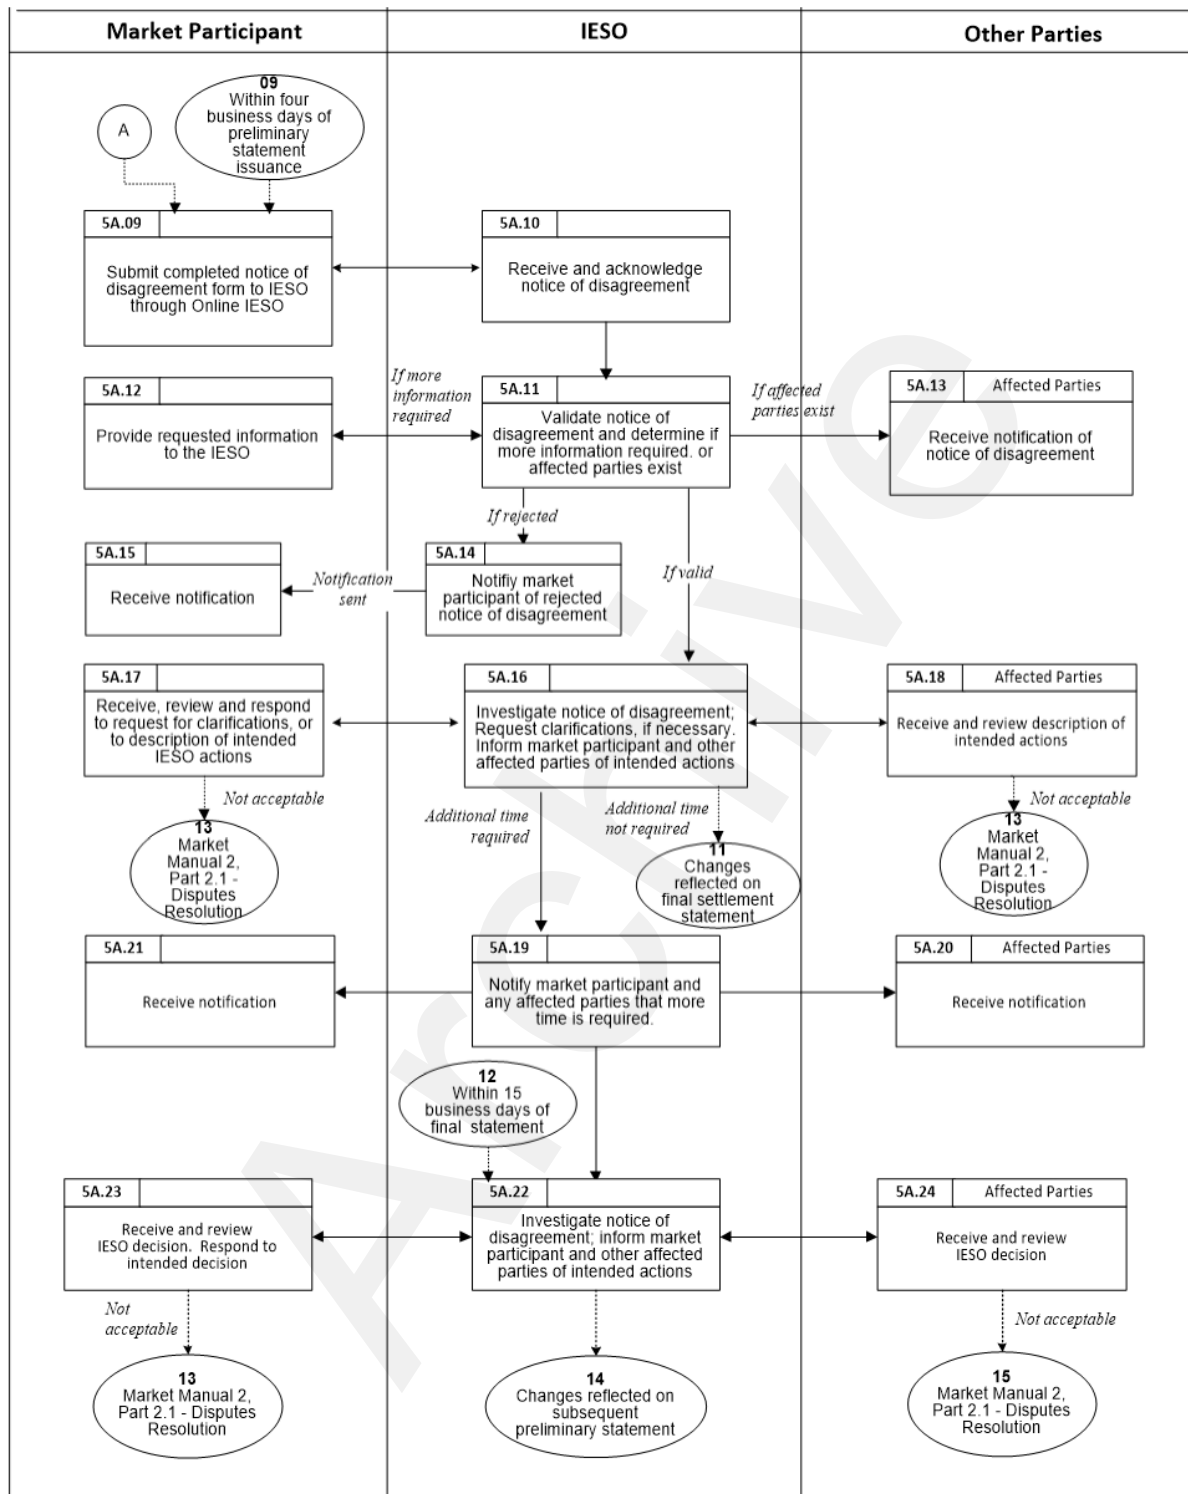 Market Participant
IESO
Other Parties
A
09
Within four
business days of
preliminary
statement
issuance
5A.09
Submit completed notice of
disagreement form to IESO
through Online IESO
5A.10
Receive and acknowledge
notice of disagreement
5A.12
Provide requested information
to the IESO
If more
information
required
5A.11
Validate notice of
disagreement and determine if
more information required. or
affected parties exist
If affected
parties exist
5A.13 Affected Parties
Receive notification of
notice of disagreement
If rejected
If valid
5A.15
Receive notification
Notification
sent
5A.14
Notifiy market
participant of rejected
notice of disagreement
5A.17
Receive, review and respond
to request for clarifications, or
to description of intended
IESO actions
5A.16
Investigate notice of disagreement;
Request clarifications, if necessary.
Inform market participant and other
affected parties of intended actions
5A.18 Affected Parties
Receive and review description of
intended actions
Not acceptable
13
Market
Manual 2,
Part 2.1 -
Disputes
Resolution
Additional time
required
Additional time
not required
11
Changes
reflected on
final settlement
statement
Not acceptable
13
Market
Manual 2,
Part 2.1 -
Disputes
Resolution
5A.21
Receive notification
5A.19
Notify market participant and
any affected parties that more
time is required.
5A.20 Affected Parties
Receive notification
12
Within 15
business days of
final statement
5A.23
Receive and review
IESO decision. Respond to
intended decision
5A.22
Investigate notice of
disagreement; inform market
participant and other affected
parties of intended actions
5A.24 Affected Parties
Receive and review
IESO decision
Not
acceptable
13
Market Manual 2,
Part 2.1 - Disputes
Resolution
14
Changes reflected on
subsequent
preliminary statement
Not acceptable
15
Market Manual 2,
Part 2.1 - Disputes
Resolution
Archive